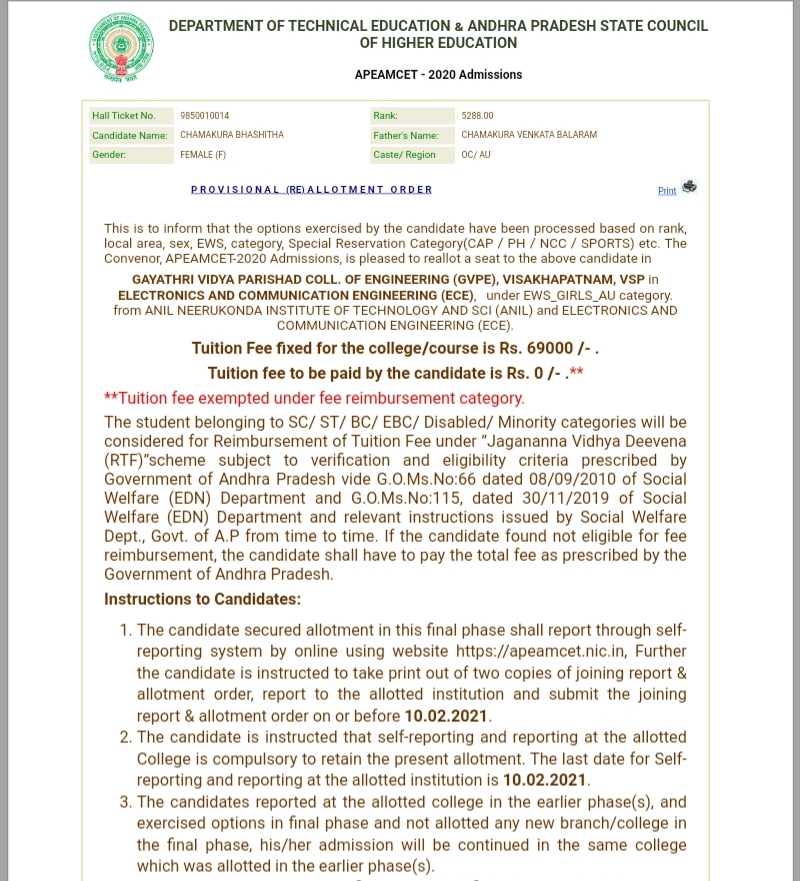 DEPARTMENT OF TECHNICAL EDUCATION & ANDHRA PRADESH STATE COUNCIL
OF HIGHER EDUCATION
APEAMCET - 2020 Admissions
Hall Ticket No. 9850010014 Rank: 5288.00
Candidate Name: CHAMAKURA BHASHITHA Father's Name: CHAMAKURA VENKATA BALARAM
Gender: FEMALE (F) Caste/ Region OC/ AU
PROVISIONAL (RE)ALLOTMENT ORDER
Print
This is to inform that the options exercised by the candidate have been processed based on rank,
local area, sex, EWS, category, Special Reservation Category(CAP / PH / NCC / SPORTS) etc. The
Convenor, APEAMCET-2020 Admissions, is pleased to reallot a seat to the above candidate in
GAYATHRI VIDYA PARISHAD COLL. OF ENGINEERING (GVPE), VISAKHAPATNAM, VSP in
ELECTRONICS AND COMMUNICATION ENGINEERING (ECE), under EWS_GIRLS_AU category.
from ANIL NEERUKONDA INSTITUTE OF TECHNOLOGY AND SCI (ANIL) and ELECTRONICS AND
COMMUNICATION ENGINEERING (ECE).
Tuition Fee fixed for the college/course is Rs. 69000 /- .
Tuition fee to be paid by the candidate is Rs. 0 /- .**
**Tuition fee exempted under fee reimbursement category.
The student belonging to SC/ ST/ BC/ EBC/ Disabled/ Minority categories will be
considered for Reimbursement of Tuition Fee under ”Jagananna Vidhya Deevena
(RTF)”scheme subject to verification and eligibility criteria prescribed by
Government of Andhra Pradesh vide G.O.Ms.No:66 dated 08/09/2010 of Social
Welfare (EDN) Department and G.O.Ms.No:115, dated 30/11/2019 of Social
Welfare (EDN) Department and relevant instructions issued by Social Welfare
Dept., Govt. of A.P from time to time. If the candidate found not eligible for fee
reimbursement, the candidate shall have to pay the total fee as prescribed by the
Government of Andhra Pradesh.
Instructions to Candidates:
1. The candidate secured allotment in this final phase shall report through self-
reporting system by online using website https://apeamcet.nic.in, Further
the candidate is instructed to take print out of two copies of joining report &
allotment order, report to the allotted institution and submit the joining
report & allotment order on or before 10.02.2021.
2. The candidate is instructed that self-reporting and reporting at the allotted
College is compulsory to retain the present allotment. The last date for Self-
reporting and reporting at the allotted institution is 10.02.2021.
3. The candidates reported at the allotted college in the earlier phase(s), and
exercised options in final phase and not allotted any new branch/college in
the final phase, his/her admission will be continued in the same college
which was allotted in the earlier phase(s).